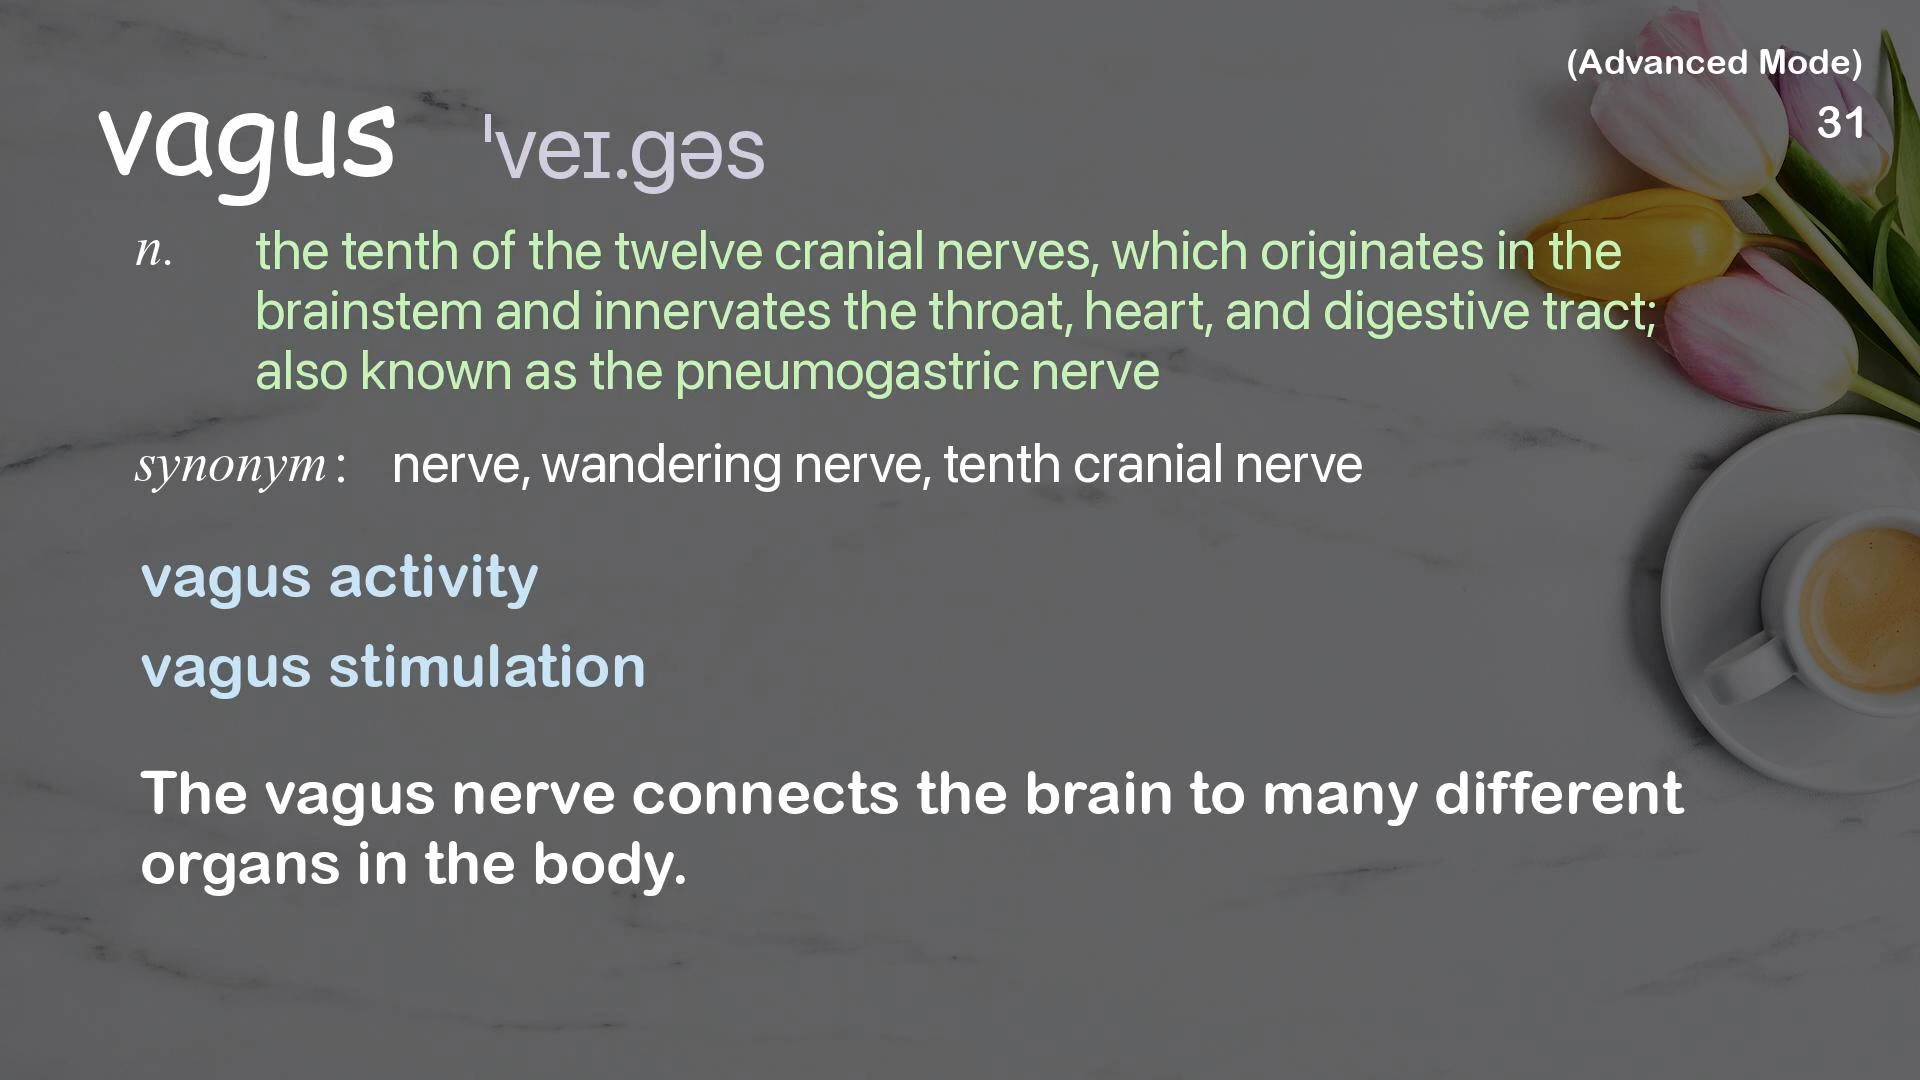 (Advanced Mode)
31
vagus ˈveɪ.gəs
n. the tenth of the twelve cranial nerves, which originates in the
brainstem and innervates the throat, heart, and digestive tract;
also known as the pneumogastric nerve
synonym: nerve, wandering nerve, tenth cranial nerve
vagus activity
vagus stimulation
The vagus nerve connects the brain to many different
organs in the body.